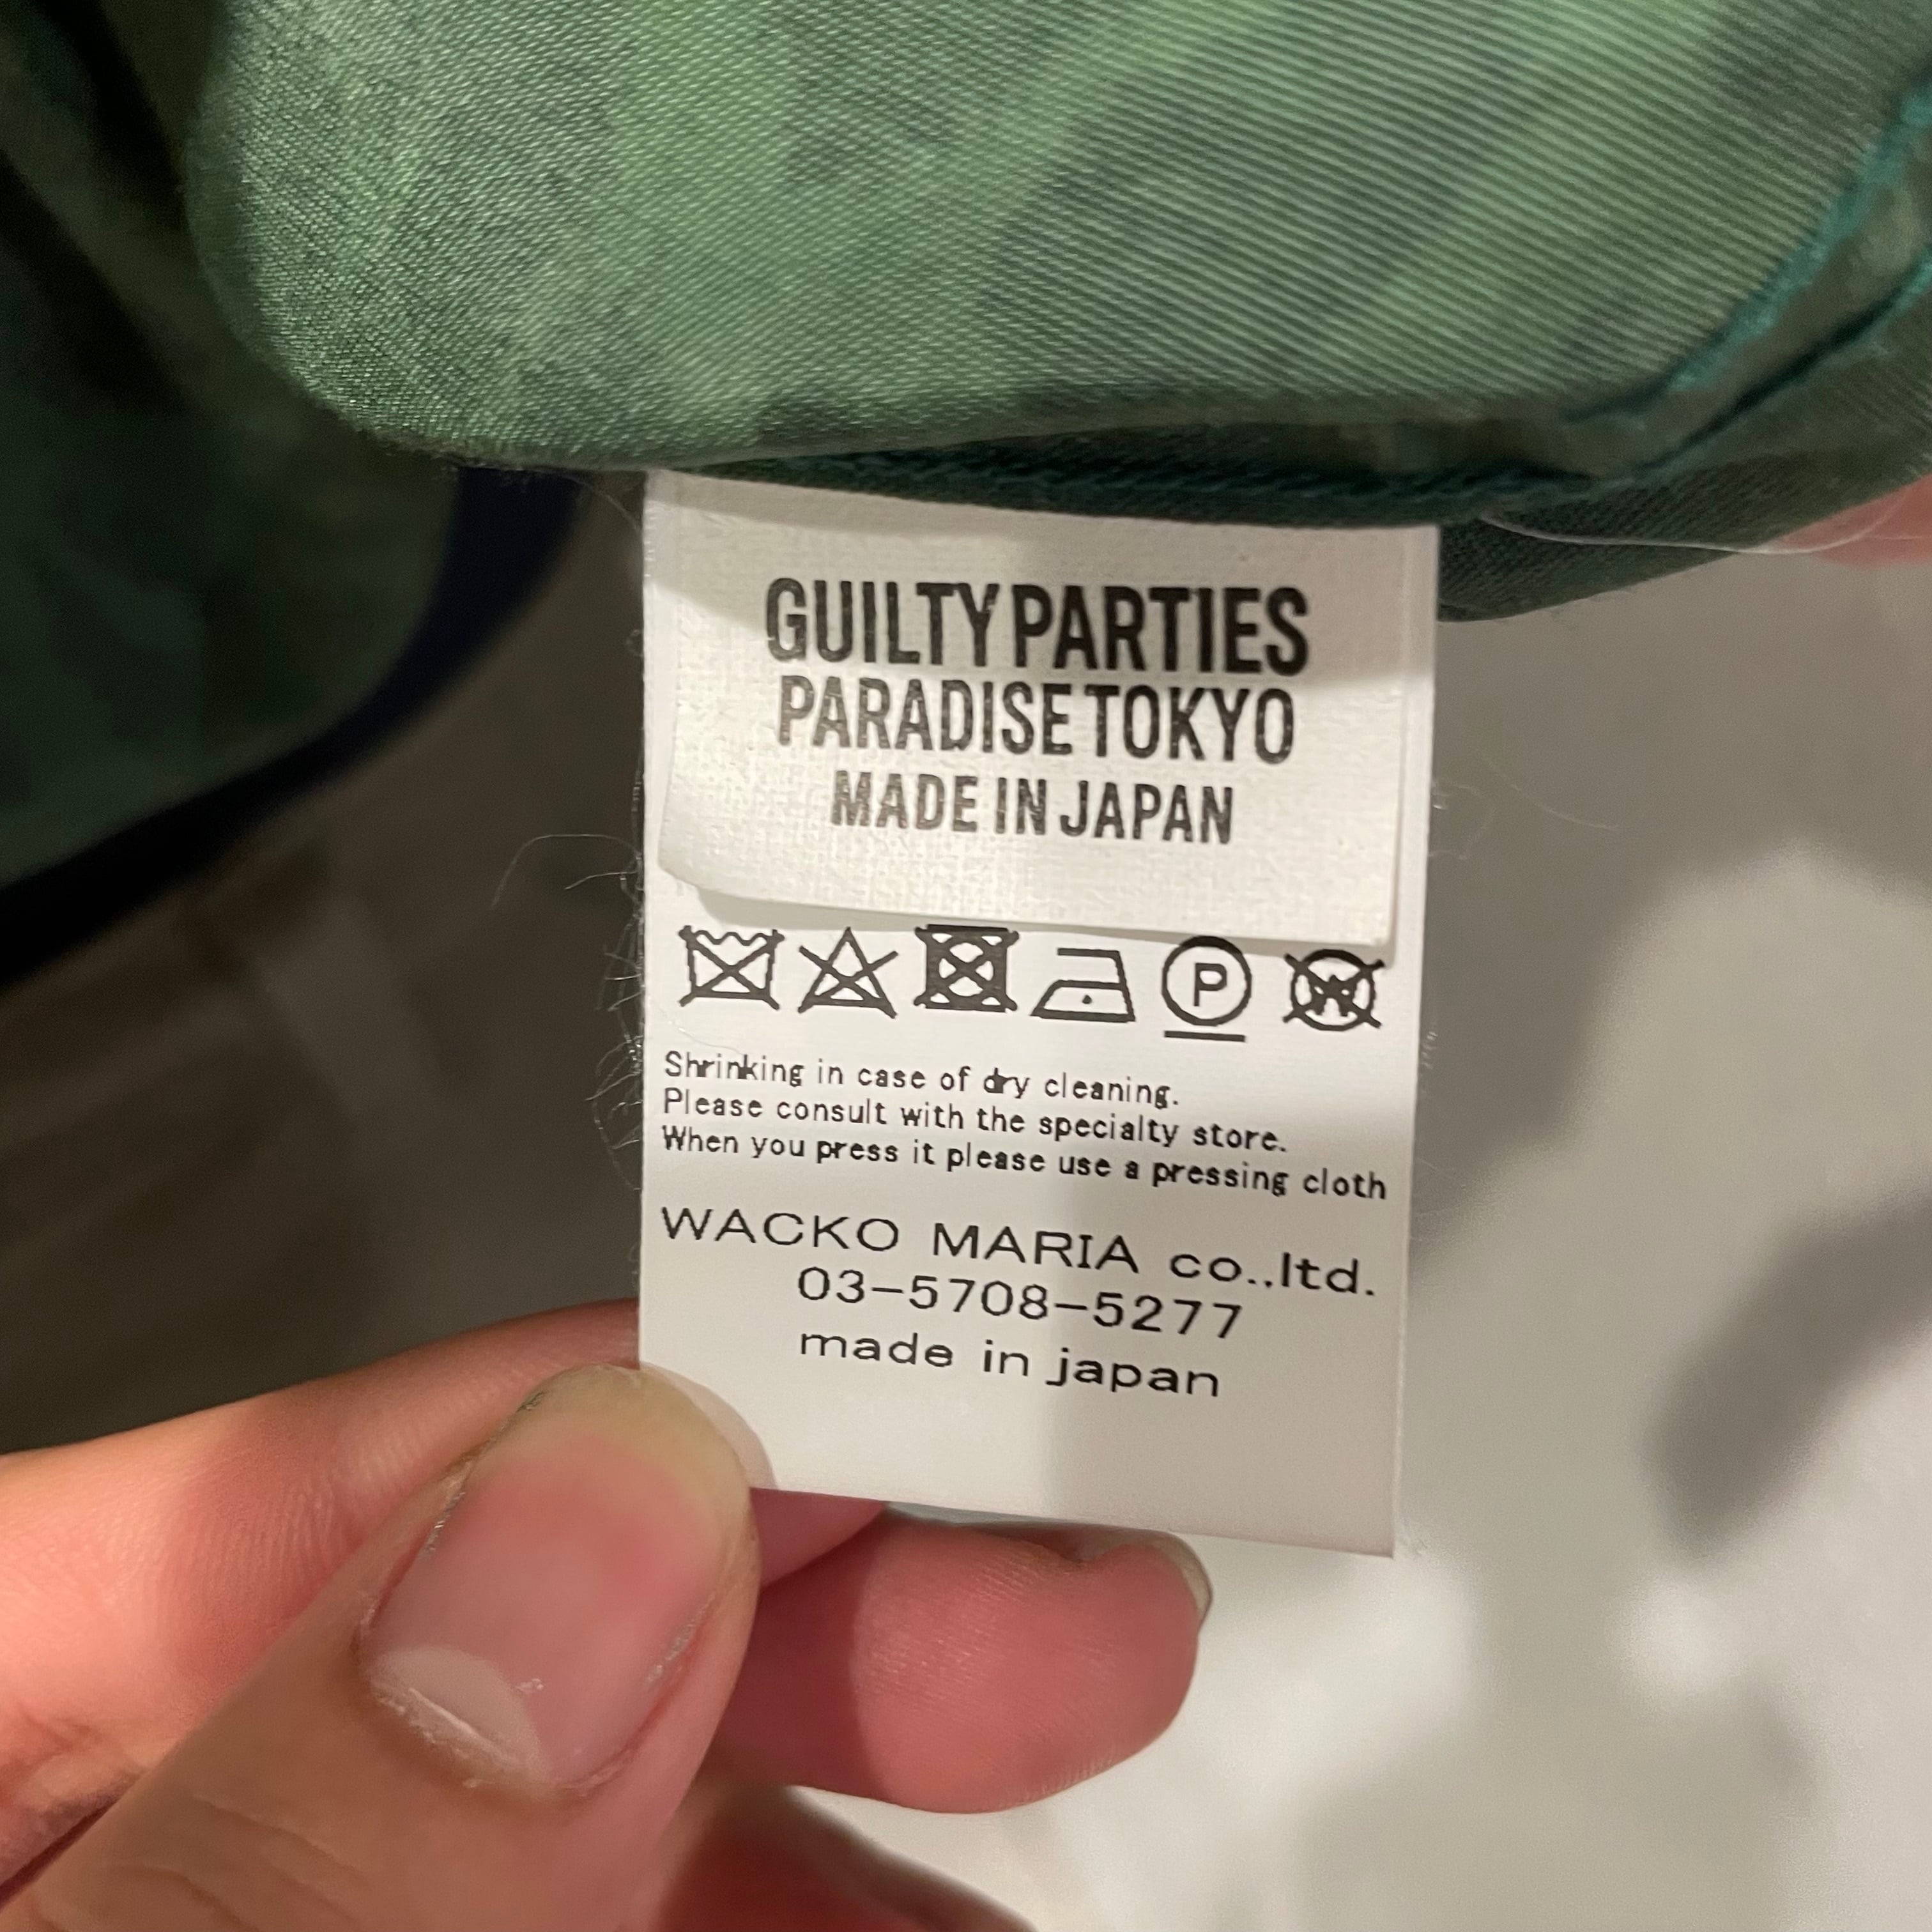 GUILTY PARTIES
PARADISE TOKYO
MADE IN JAPAN
P W
Shrinking in case of dry cleaning.
Please consult with the specialty store.
When you press it please use a pressing cloth
WACKO MARIA co.,ltd.
03-5708-5277
made in japan